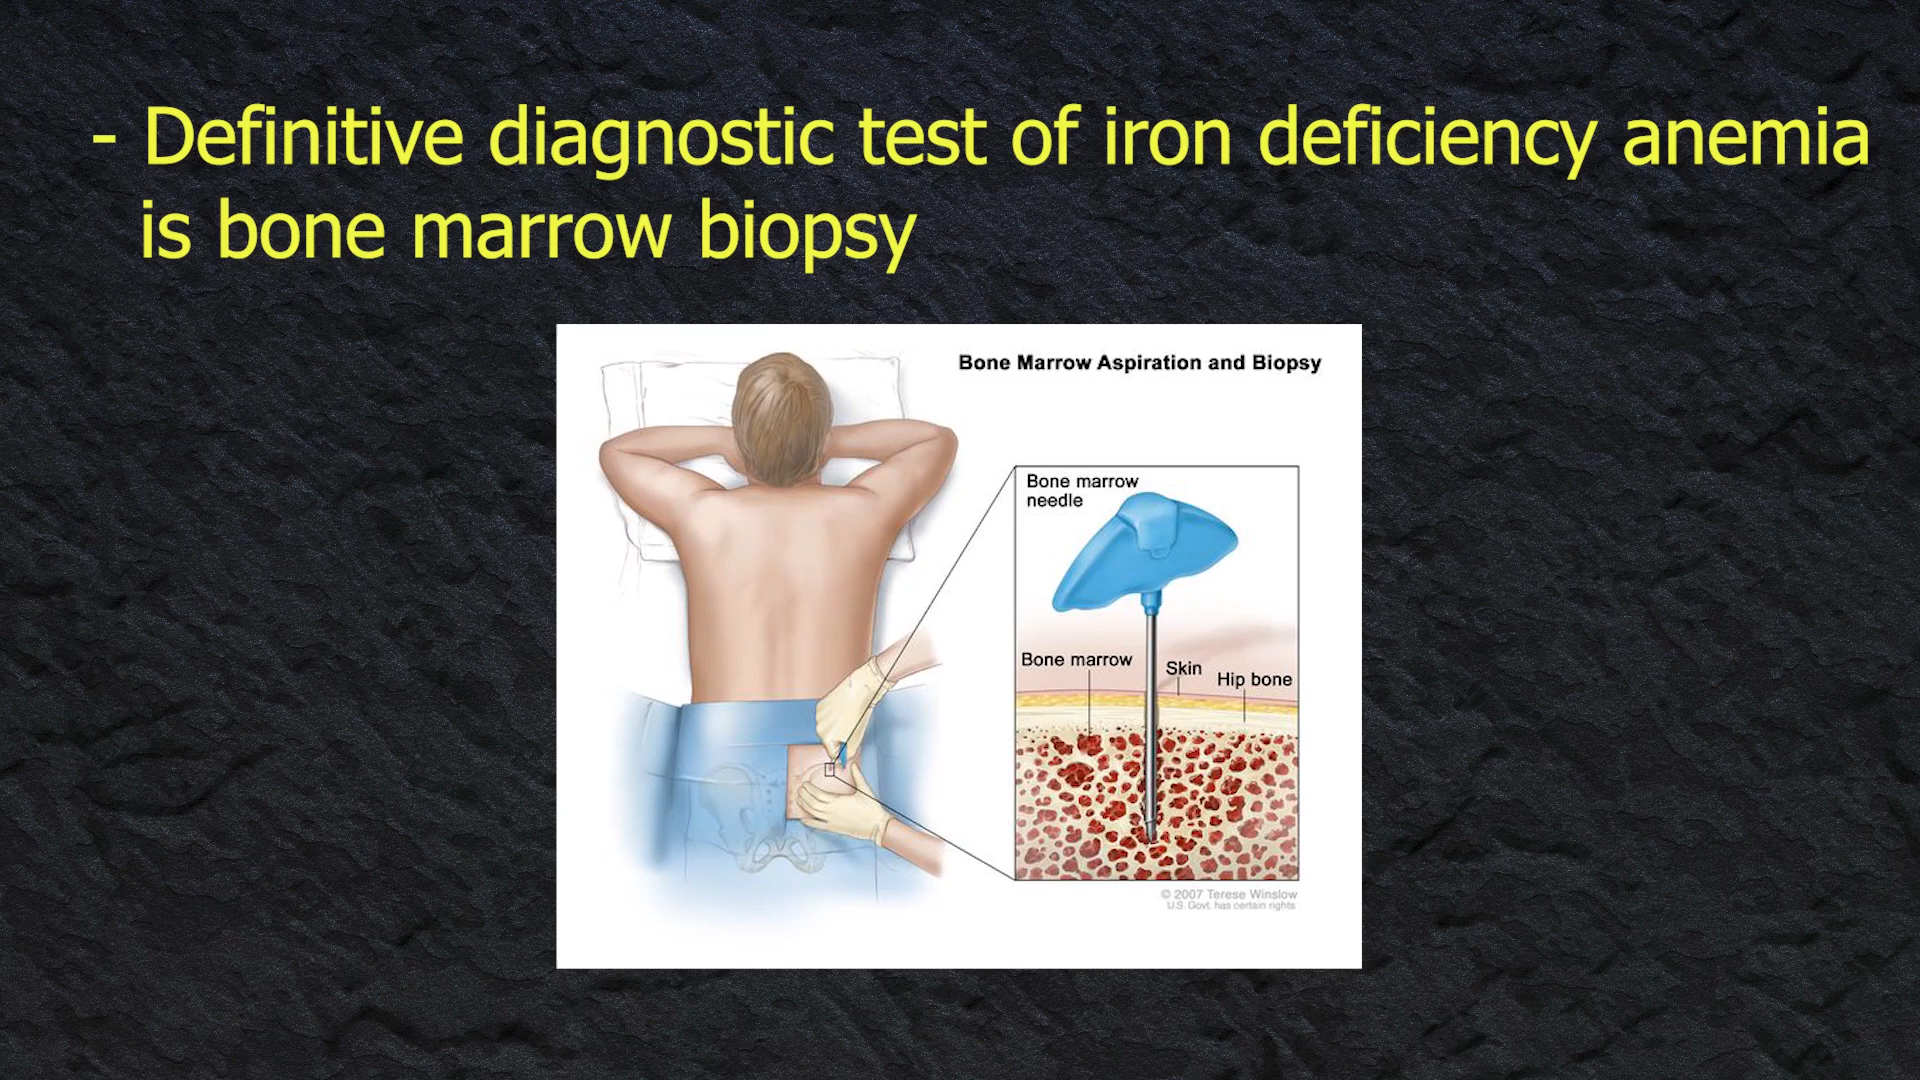 - Definitive diagnostic test of iron deficiency anemia
is bone marrow biopsy
Bone Marrow Aspiration and Biopsy
Bone marrow
needle
Bone marrow
Skin
Hip bone
© 2007 Terese Winslow
U.S. Govt. has certain rights